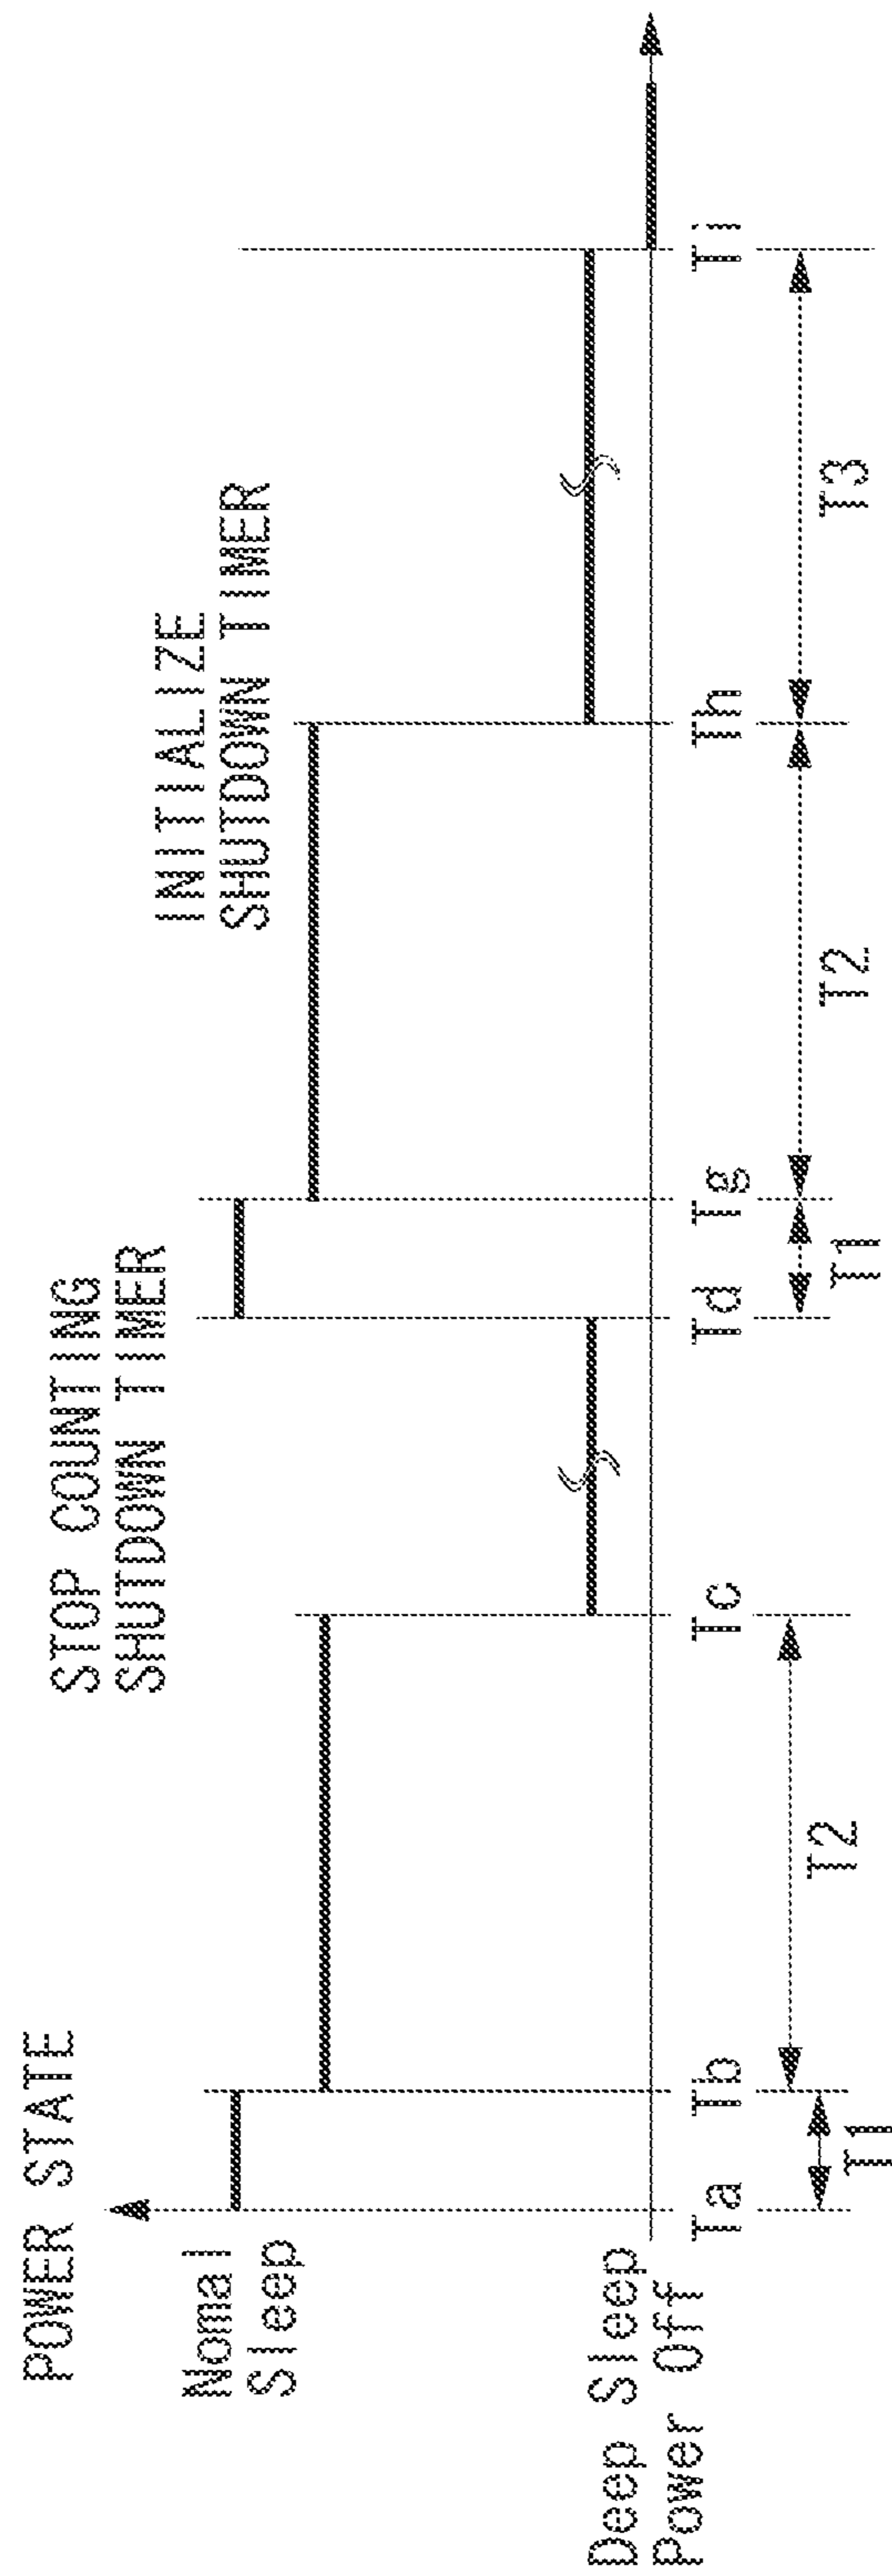 POWER STATE
STOP COUNTING
SHUTDOWN TIMER
INITIALIZE
SHUTDOWN TIMER
Nomal
Sleep
Deep Sleep
Power Off
Ta
Tb
Tc
Td
Tg
Th
Ti
T1
T2
T1
T2
T3